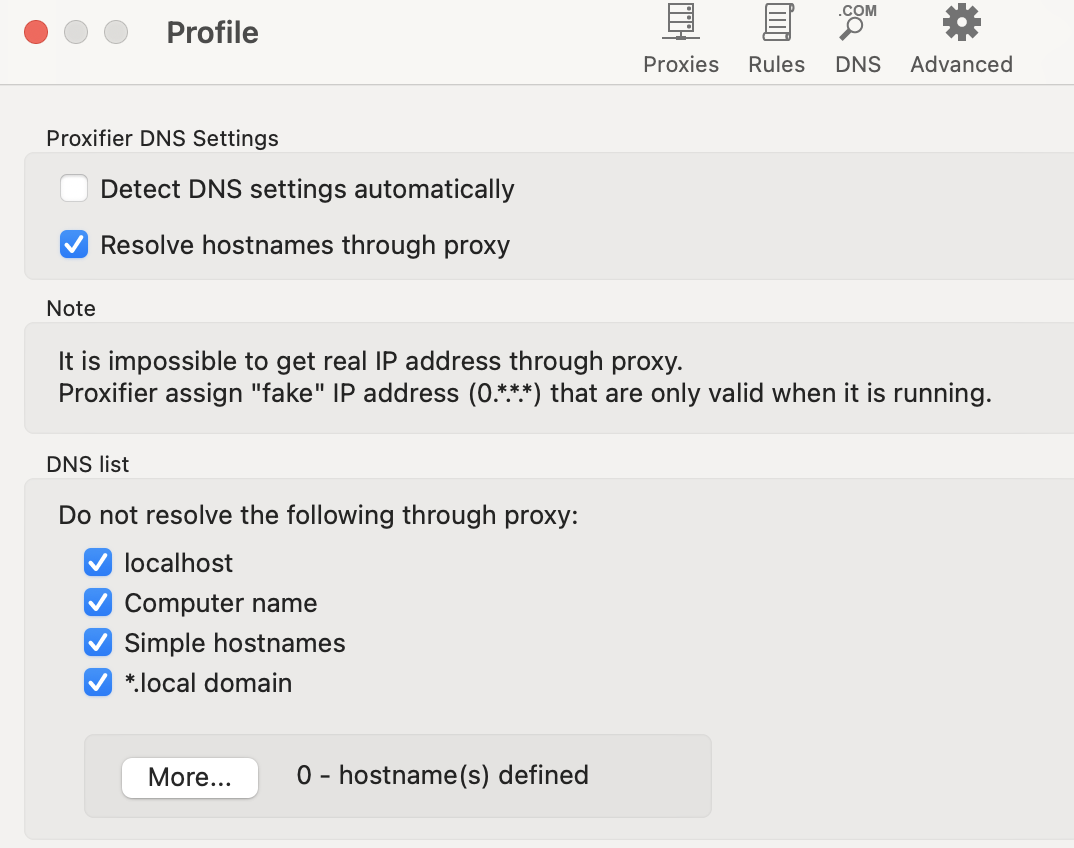 Profile
.COM
Proxies Rules DNS Advanced
Proxifier DNS Settings
Detect DNS settings automatically
Resolve hostnames through proxy
Note
It is impossible to get real IP address through proxy.
Proxifier assign "fake" IP address (0.*.*.*) that are only valid when it is running.
DNS list
Do not resolve the following through proxy:
localhost
Computer name
Simple hostnames
*.local domain
More... 0 - hostname(s) defined